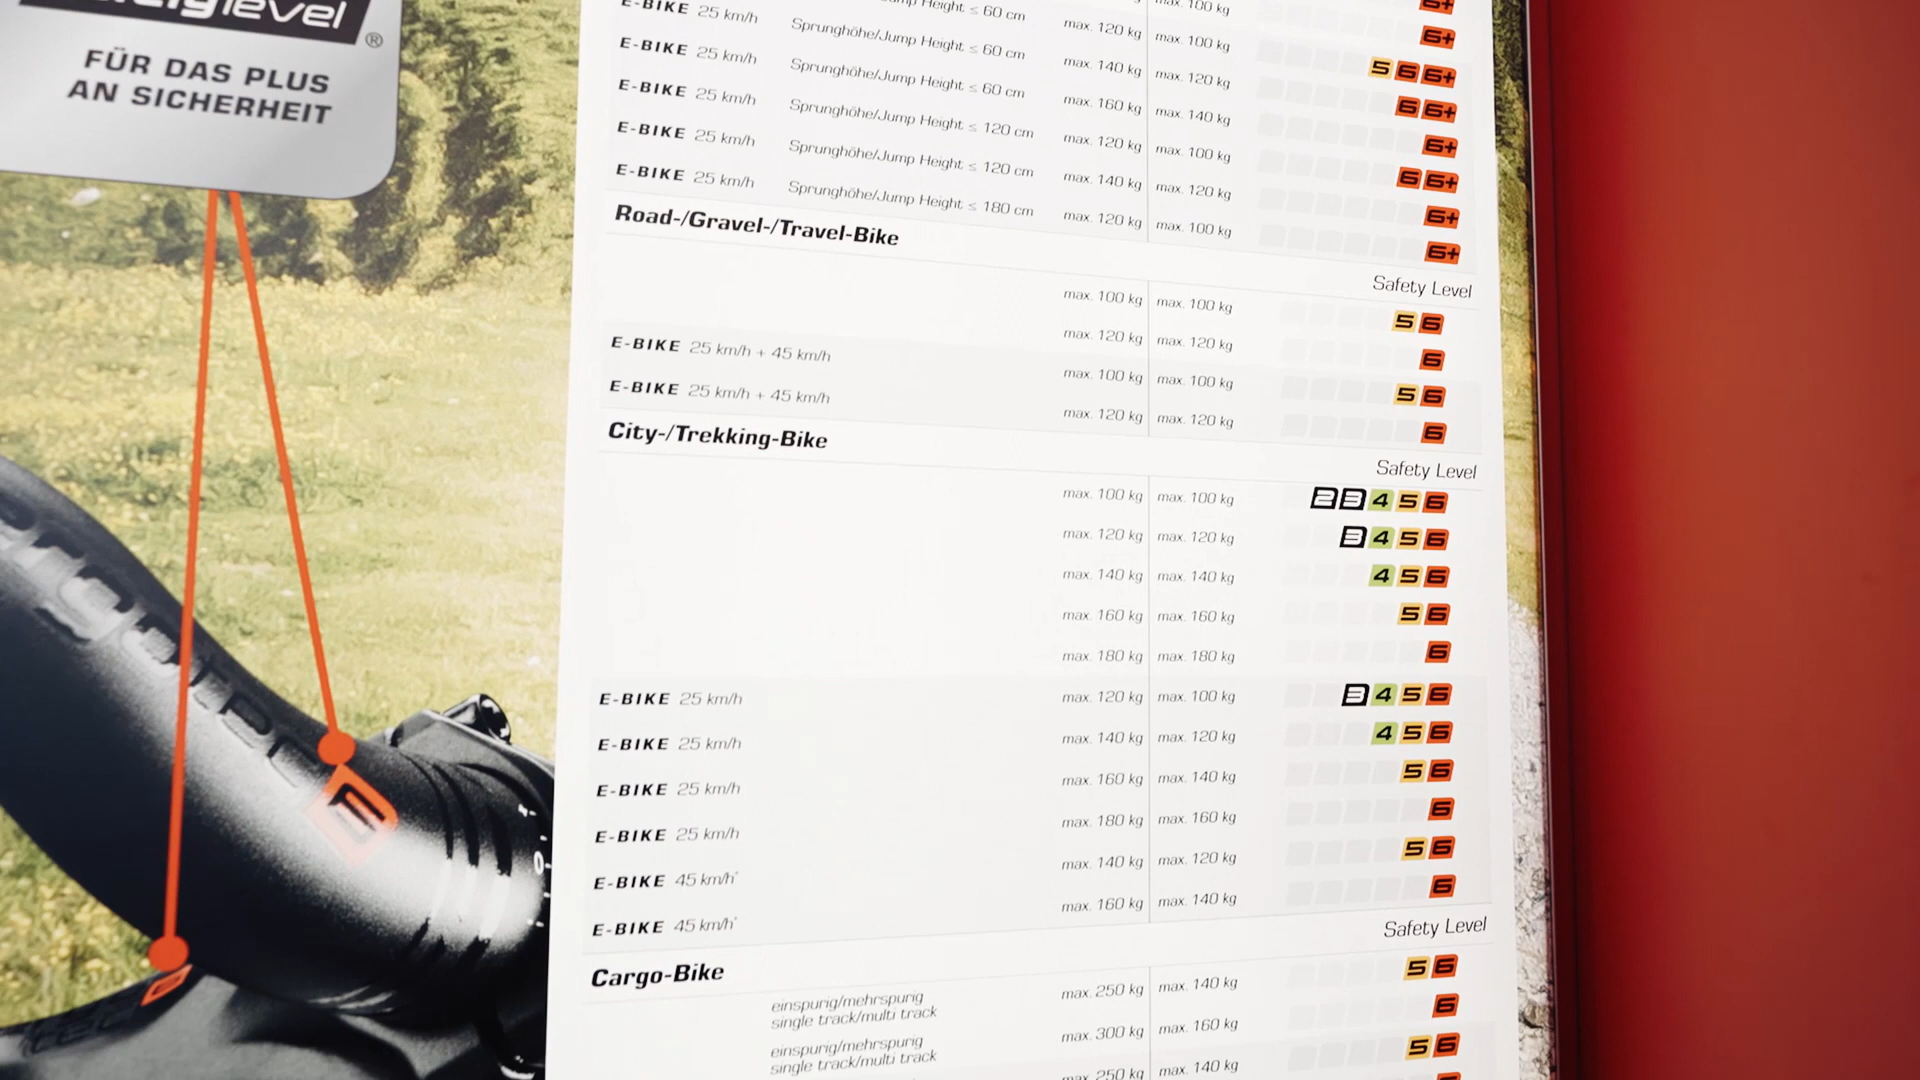 level®
FÜR DAS PLUS
AN SICHERHEIT
E-BIKE 25 km/h Jump Height ≤ 60 cm max. 120 kg max. 100 kg 6+
E-BIKE 25 km/h Sprunghöhe/Jump Height ≤ 60 cm max. 140 kg max. 120 kg 5 6 6+
E-BIKE 25 km/h Sprunghöhe/Jump Height ≤ 60 cm max. 160 kg max. 140 kg 6 6+
E-BIKE 25 km/h Sprunghöhe/Jump Height ≤ 120 cm max. 120 kg max. 100 kg 6+
E-BIKE 25 km/h Sprunghöhe/Jump Height ≤ 120 cm max. 140 kg max. 120 kg 6 6+
Sprunghöhe/Jump Height ≤ 180 cm max. 120 kg max. 100 kg 6+
6+
Road-/Gravel-/Travel-Bike
Safety Level
max. 100 kg max. 100 kg 5 6
max. 120 kg max. 120 kg 6
E-BIKE 25 km/h + 45 km/h max. 100 kg max. 100 kg 5 6
E-BIKE 25 km/h + 45 km/h max. 120 kg max. 120 kg 6
City-/Trekking-Bike
Safety Level
max. 100 kg max. 100 kg 2 3 4 5 6
max. 120 kg max. 120 kg 3 4 5 6
max. 140 kg max. 140 kg 4 5 6
max. 160 kg max. 160 kg 5 6
max. 180 kg max. 180 kg 6
E-BIKE 25 km/h max. 120 kg max. 100 kg 3 4 5 6
E-BIKE 25 km/h max. 140 kg max. 120 kg 4 5 6
E-BIKE 25 km/h max. 160 kg max. 140 kg 5 6
E-BIKE 25 km/h max. 180 kg max. 160 kg 6
E-BIKE 45 km/h* max. 140 kg max. 120 kg 5 6
E-BIKE 45 km/h* max. 160 kg max. 140 kg 6
Cargo-Bike
Safety Level
einspurig/mehrspurig
single track/multi track max. 250 kg max. 140 kg 5 6
einspurig/mehrspurig
single track/multi track max. 300 kg max. 160 kg 6
max. 250 kg max. 140 kg 5 6
6